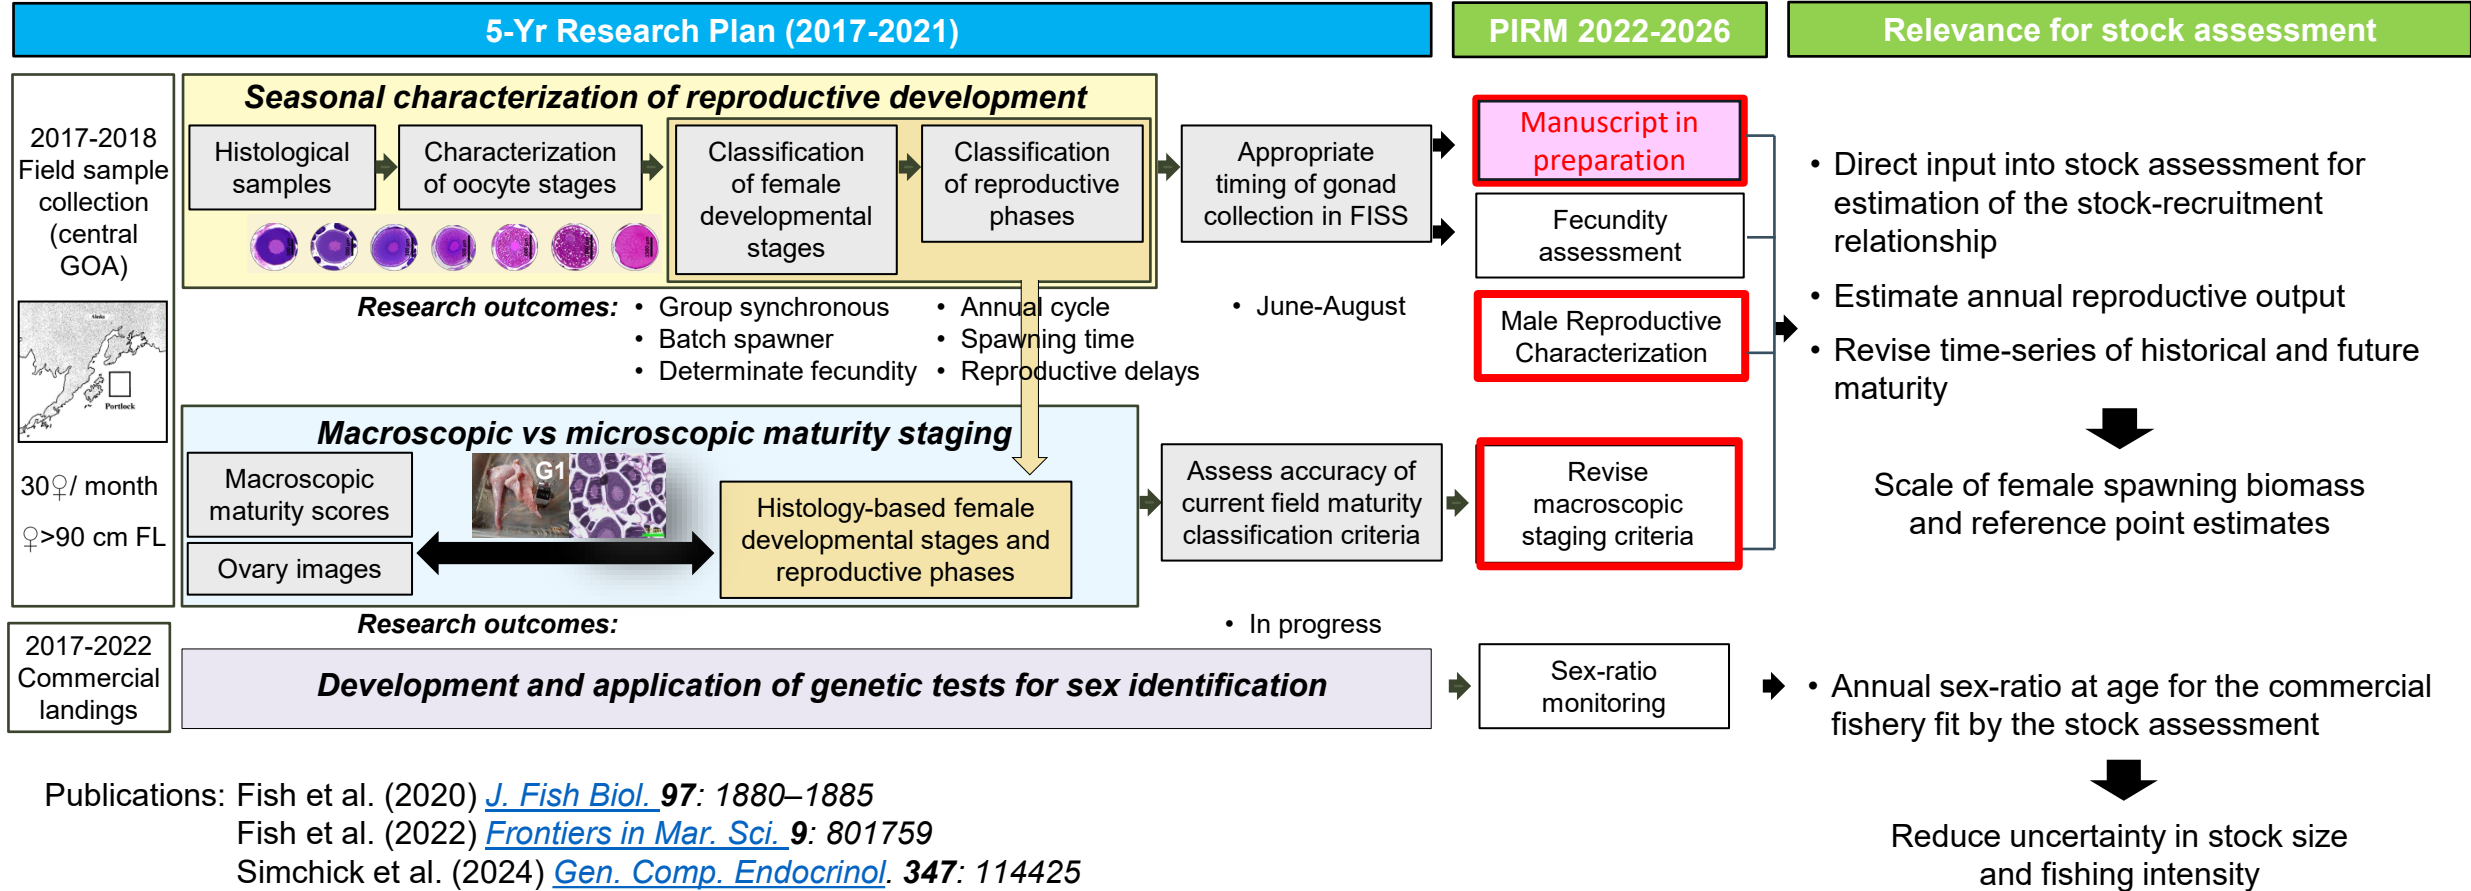 5-Yr Research Plan (2017-2021)
PIRM 2022-2026
Relevance for stock assessment
2017-2018
Field sample
collection
(central
GOA)
Alaska
Portlock
30♀/ month
♀>90 cm FL
Seasonal characterization of reproductive development
Histological
samples
Characterization
of oocyte stages
Classification
of female
developmental
stages
Classification
of reproductive
phases
Appropriate
timing of gonad
collection in FISS
Manuscript in
preparation
Fecundity
assessment
Male Reproductive
Characterization
Research outcomes:
• Group synchronous
• Batch spawner
• Determinate fecundity
• Annual cycle
• Spawning time
• Reproductive delays
• June-August
Macroscopic vs microscopic maturity staging
Macroscopic
maturity scores
Ovary images
G1
Histology-based female
developmental stages and
reproductive phases
Assess accuracy of
current field maturity
classification criteria
Revise
macroscopic
staging criteria
Research outcomes:
• In progress
• Direct input into stock assessment for
estimation of the stock-recruitment
relationship
• Estimate annual reproductive output
• Revise time-series of historical and future
maturity
Scale of female spawning biomass
and reference point estimates
2017-2022
Commercial
landings
Development and application of genetic tests for sex identification
Sex-ratio
monitoring
• Annual sex-ratio at age for the commercial
fishery fit by the stock assessment
Reduce uncertainty in stock size
and fishing intensity
Publications: Fish et al. (2020) J. Fish Biol. 97: 1880–1885
Fish et al. (2022) Frontiers in Mar. Sci. 9: 801759
Simchick et al. (2024) Gen. Comp. Endocrinol. 347: 114425